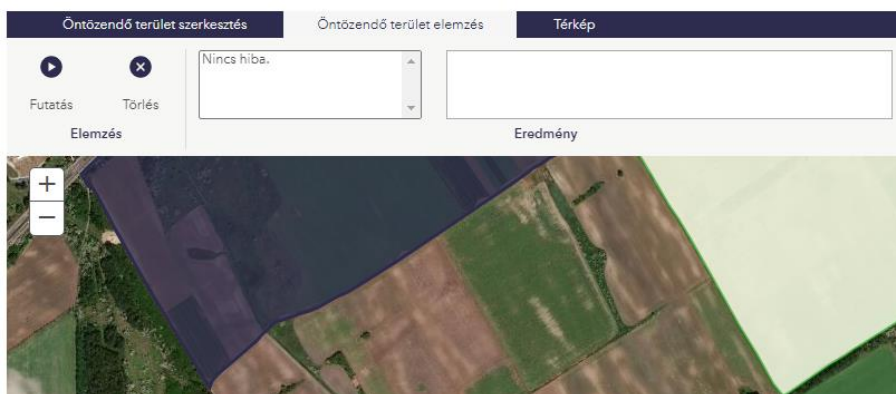 Öntözendő terület szerkesztés
Öntözendő terület elemzés
Térkép
Nincs hiba.
Futatás
Törlés
Elemzés
Eredmény
+
−